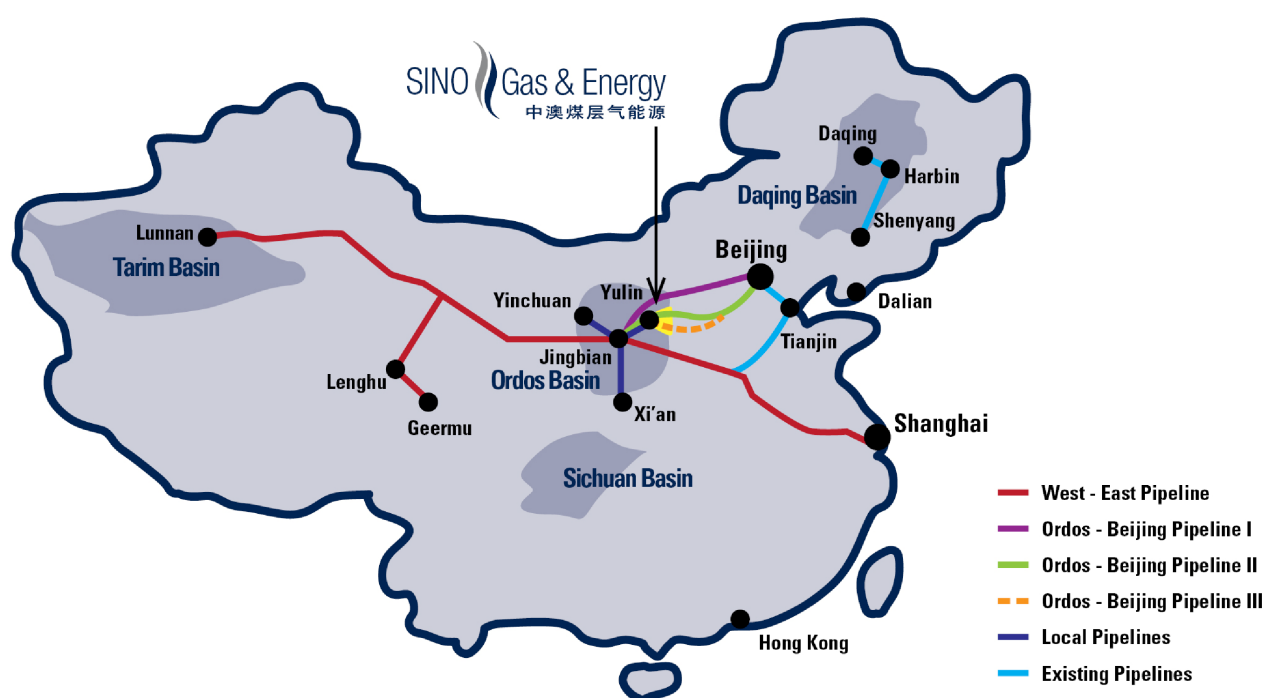 SINO Gas & Energy
中澳煤层气能源
Daqing
Harbin
Daqing Basin
Shenyang
Lunnan
Tarim Basin
Beijing
Yinchuan
Yulin
Dalian
Tianjin
Jingbian
Ordos Basin
Lenghu
Geermu
Xi'an
Shanghai
Sichuan Basin
Hong Kong
West - East Pipeline
Ordos - Beijing Pipeline I
Ordos - Beijing Pipeline II
Ordos - Beijing Pipeline III
Local Pipelines
Existing Pipelines